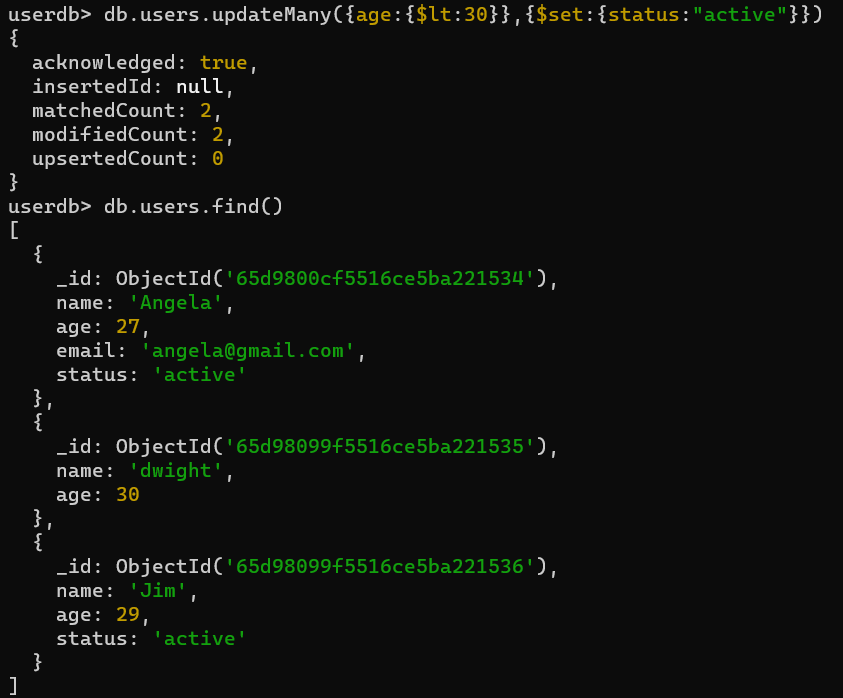 userdb> db.users.updateMany({age:{$lt:30}},{$set:{status:"active"}})
{
  acknowledged: true,
  insertedId: null,
  matchedCount: 2,
  modifiedCount: 2,
  upsertedCount: 0
}
userdb> db.users.find()
[
  {
    _id: ObjectId('65d9800cf5516ce5ba221534'),
    name: 'Angela',
    age: 27,
    email: 'angela@gmail.com',
    status: 'active'
  },
  {
    _id: ObjectId('65d98099f5516ce5ba221535'),
    name: 'dwight',
    age: 30
  },
  {
    _id: ObjectId('65d98099f5516ce5ba221536'),
    name: 'Jim',
    age: 29,
    status: 'active'
  }
]